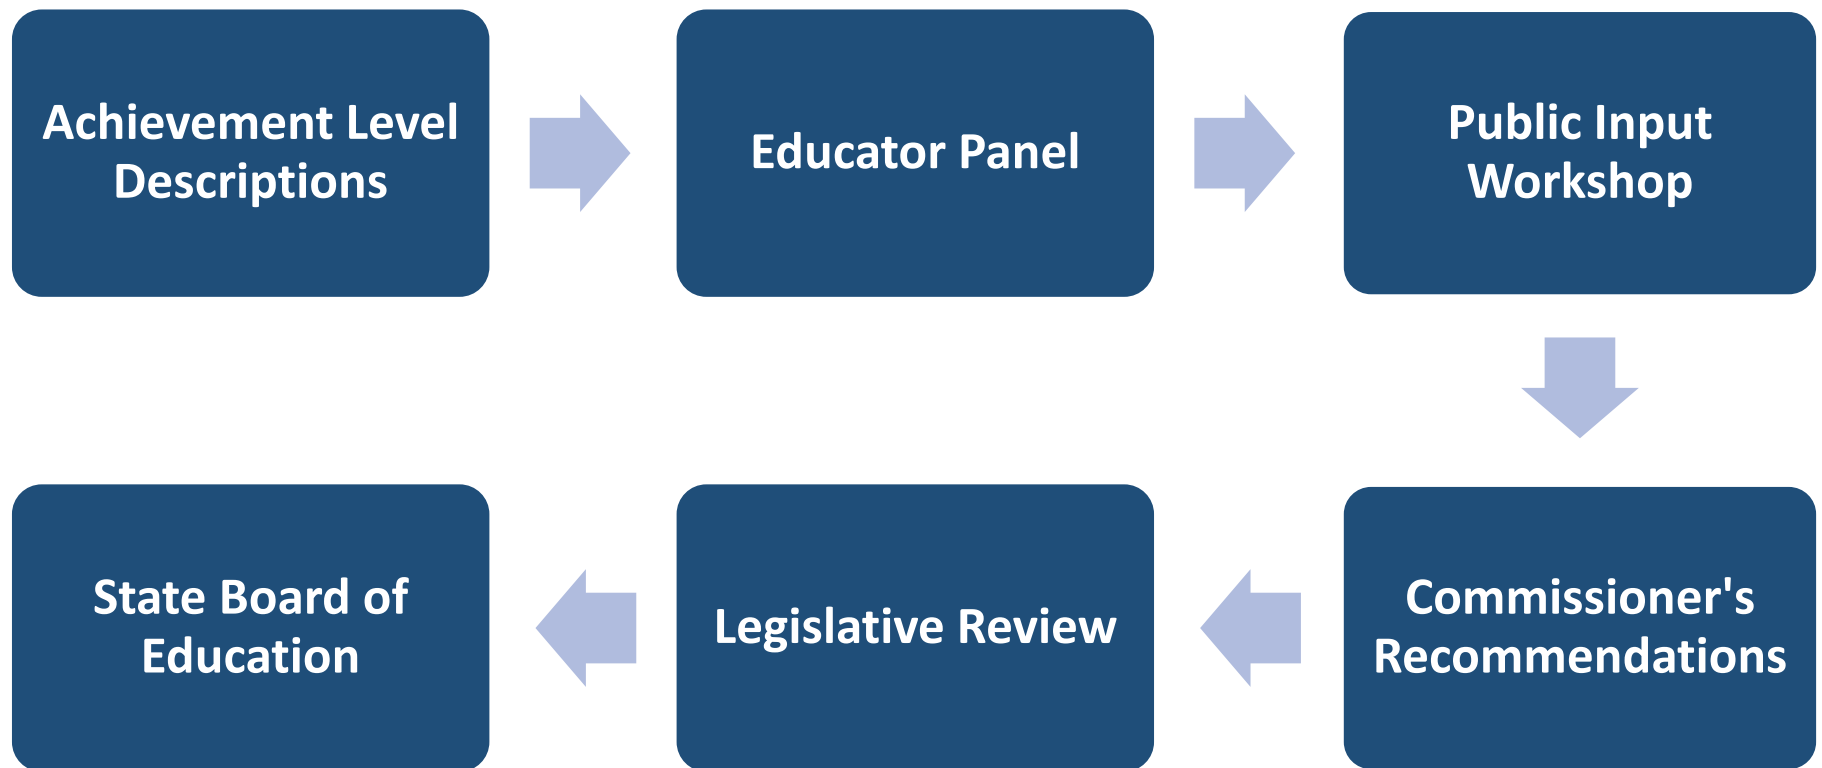 Achievement Level
Descriptions
Educator Panel
Public Input
Workshop
Commissioner's
Recommendations
Legislative Review
State Board of
Education